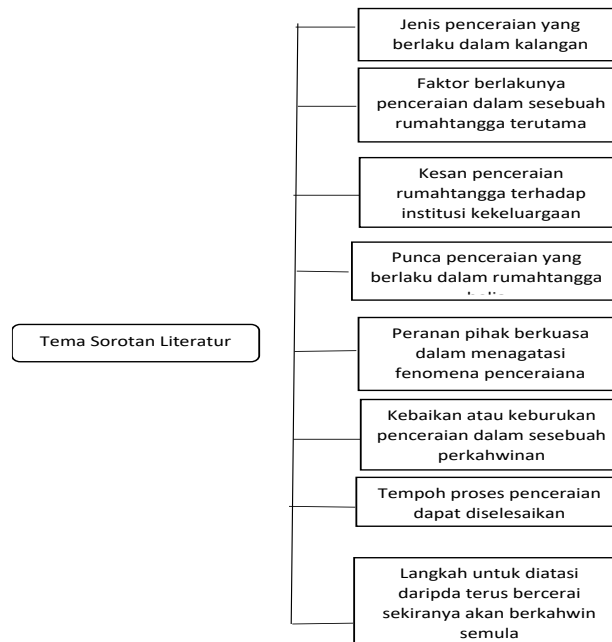 Jenis penceraian yang
berlaku dalam kalangan
Faktor berlakunya
penceraian dalam sesebuah
rumahtangga terutama
Kesan penceraian
rumahtangga terhadap
institusi kekeluargaan
Punca penceraian yang
berlaku dalam rumahtangga
Tema Sorotan Literatur
Peranan pihak berkuasa
dalam menagatasi
fenomena penceraiana
Kebaikan atau keburukan
penceraian dalam sesebuah
perkahwinan
Tempoh proses penceraian
dapat diselesaikan
Langkah untuk diatasi
daripda terus bercerai
sekiranya akan berkahwin
semula